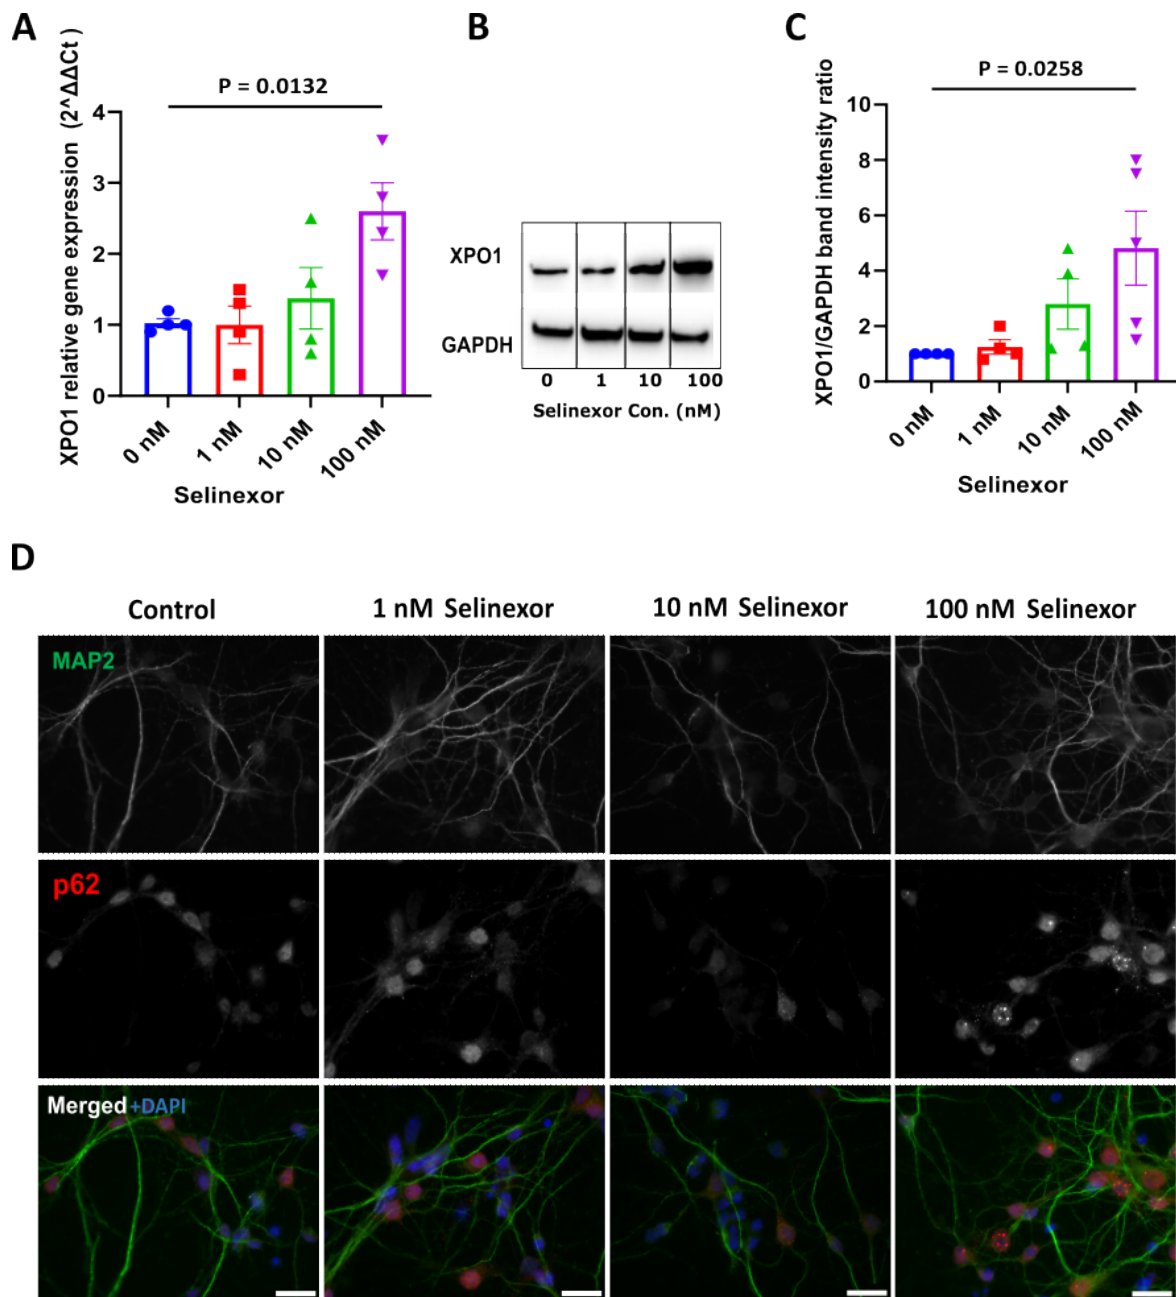 A
XPO1 relative gene expression (2^ΔΔCt )
P = 0.0132
4
3
2
1
0
0 nM
1 nM
10 nM
100 nM
Selinexor
B
XPO1
GAPDH
0 1 10 100
Selinexor Con. (nM)
C
XPO1/GAPDH band intensity ratio
P = 0.0258
10
8
6
4
2
0
0 nM
1 nM
10 nM
100 nM
Selinexor
D
Control 1 nM Selinexor 10 nM Selinexor 100 nM Selinexor
MAP2
p62
Merged+DAPI